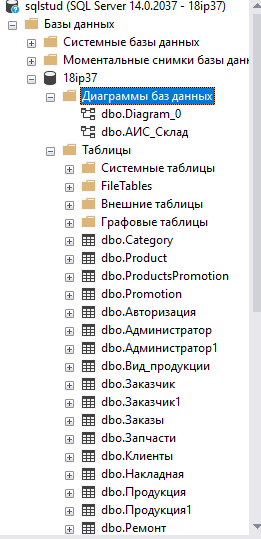 sqlstud (SQL Server 14.0.2037 - 18ip37)
Базы данных
Системные базы данных
Моментальные снимки базы данн
18ip37
Диаграммы баз данных
dbo.Diagram_0
dbo.АИС_Склад
Таблицы
Системные таблицы
FileTables
Внешние таблицы
Графовые таблицы
dbo.Category
dbo.Product
dbo.ProductsPromotion
dbo.Promotion
dbo.Авторизация
dbo.Администратор
dbo.Администратор1
dbo.Вид_продукции
dbo.Заказчик
dbo.Заказчик1
dbo.Заказы
dbo.Запчасти
dbo.Клиенты
dbo.Накладная
dbo.Продукция
dbo.Продукция1
dbo.Ремонт